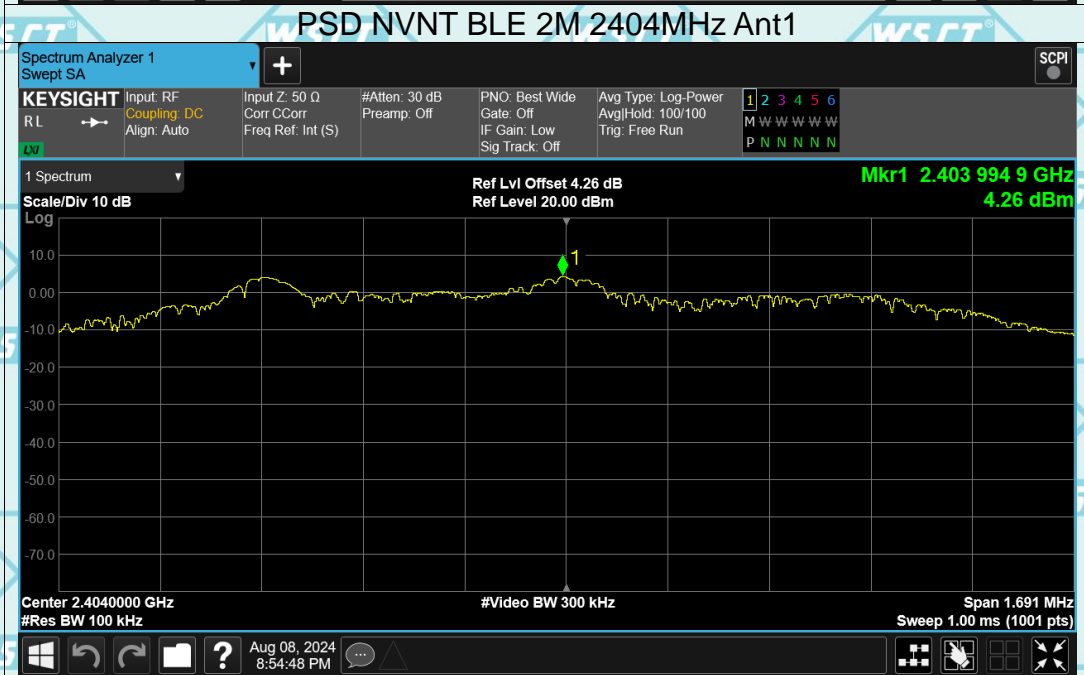 PSD NVNT BLE 2M 2404MHz Ant1
Spectrum Analyzer 1
Swept SA
+
SCPI
KEYSIGHT
RL
LXI
Input: RF
Coupling: DC
Align: Auto
Input Z: 50 Ω
Corr CCorr
Freq Ref: Int (S)
#Atten: 30 dB
Preamp: Off
PNO: Best Wide
Gate: Off
IF Gain: Low
Sig Track: Off
Avg Type: Log-Power
Avg|Hold: 100/100
Trig: Free Run
1 2 3 4 5 6
M W W W W W
P N N N N N
1 Spectrum
Scale/Div 10 dB
Ref Lvl Offset 4.26 dB
Ref Level 20.00 dBm
Mkr1 2.403 994 9 GHz
4.26 dBm
Log
10.0
0.00
-10.0
-20.0
-30.0
-40.0
-50.0
-60.0
-70.0
1
Center 2.4040000 GHz
#Res BW 100 kHz
#Video BW 300 kHz
Span 1.691 MHz
Sweep 1.00 ms (1001 pts)
?
Aug 08, 2024
8:54:48 PM